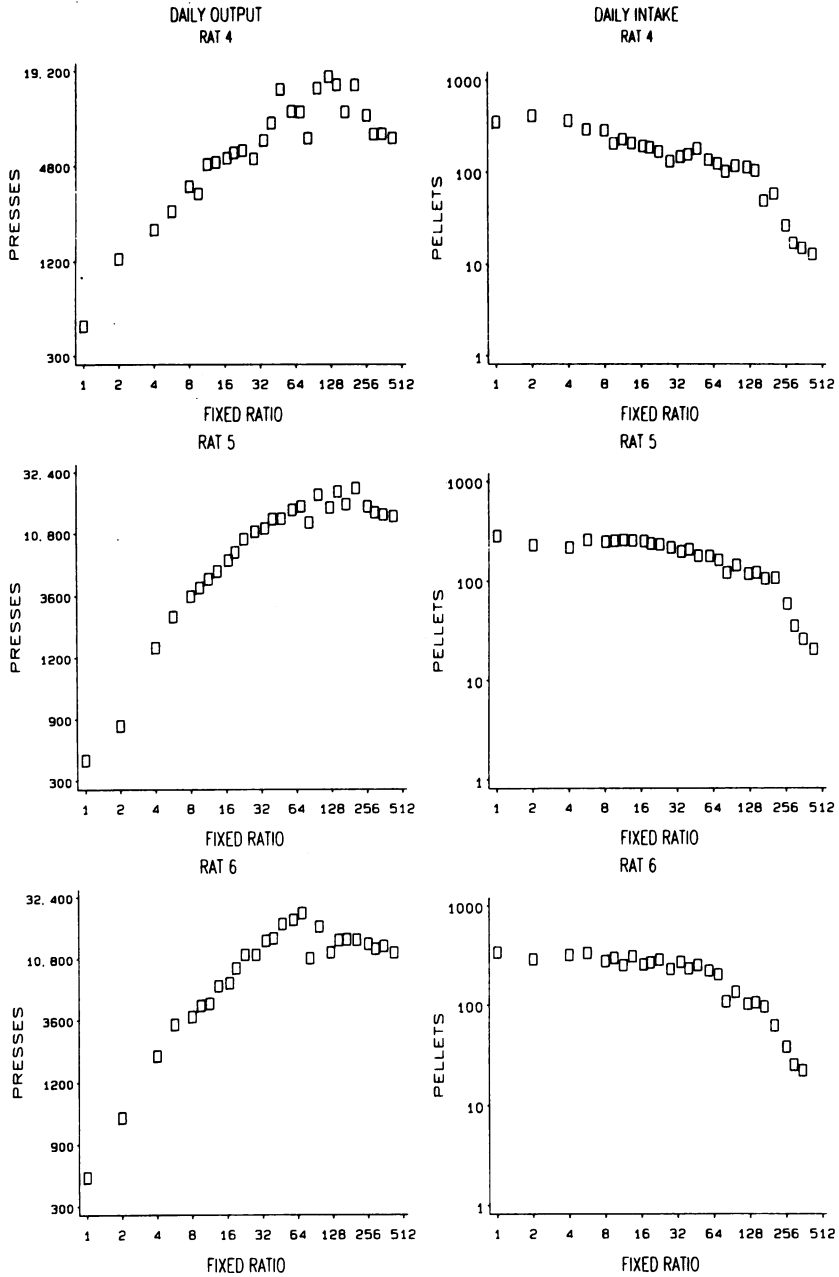 DAILY OUTPUT
RAT 4
19, 200
4800
1200
300
PRESSES
1 2 4 8 16 32 64 128 256 512
FIXED RATIO
DAILY INTAKE
RAT 4
1000
100
10
1
PELLETS
1 2 4 8 16 32 64 128 256 512
FIXED RATIO
RAT 5
32, 400
10, 800
3600
1200
900
300
PRESSES
1 2 4 8 16 32 64 128 256 512
FIXED RATIO
RAT 5
1000
100
10
1
PELLETS
1 2 4 8 16 32 64 128 256 512
FIXED RATIO
RAT 6
32, 400
10, 800
3600
1200
900
300
PRESSES
1 2 4 8 16 32 64 128 256 512
FIXED RATIO
RAT 6
1000
100
10
1
PELLETS
1 2 4 8 16 32 64 128 256 512
FIXED RATIO